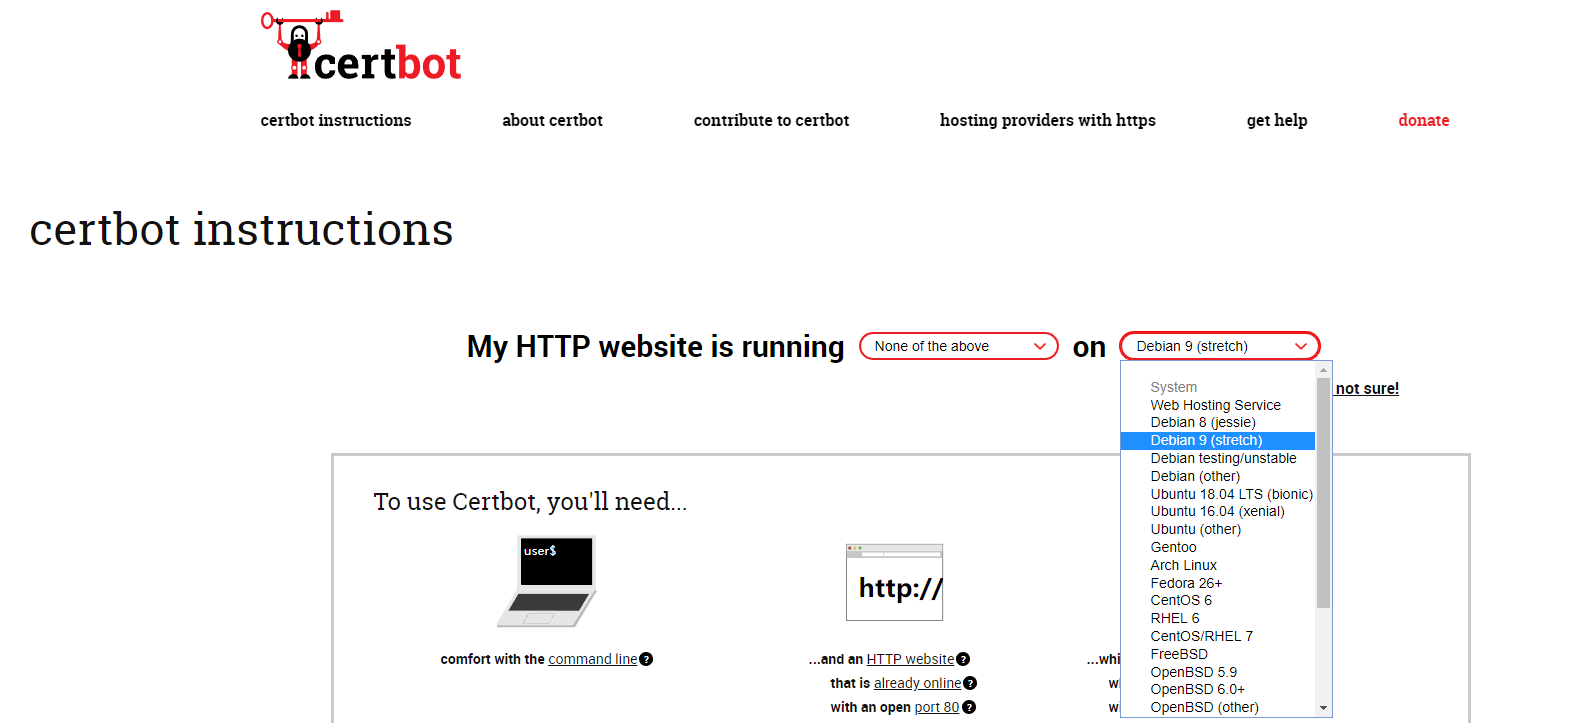 certbot
certbot instructions about certbot contribute to certbot hosting providers with https get help donate
certbot instructions
My HTTP website is running None of the above on Debian 9 (stretch)
not sure!
System
Web Hosting Service
Debian 8 (jessie)
Debian 9 (stretch)
Debian testing/unstable
Debian (other)
Ubuntu 18.04 LTS (bionic)
Ubuntu 16.04 (xenial)
Ubuntu (other)
Gentoo
Arch Linux
Fedora 26+
CentOS 6
RHEL 6
CentOS/RHEL 7
FreeBSD
OpenBSD 5.9
OpenBSD 6.0+
OpenBSD (other)
To use Certbot, you'll need...
user$
comfort with the command line ?
http://
...and an HTTP website ?
that is already online ?
with an open port 80 ?